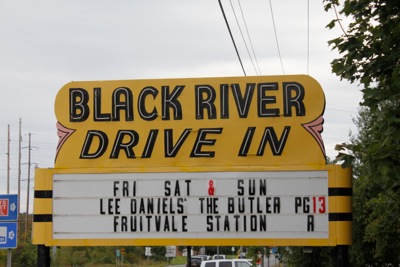 BLACK RIVER
DRIVE IN
FRI SAT & SUN
LEE DANIELS' THE BUTLER PG13
FRUITVALE STATION R